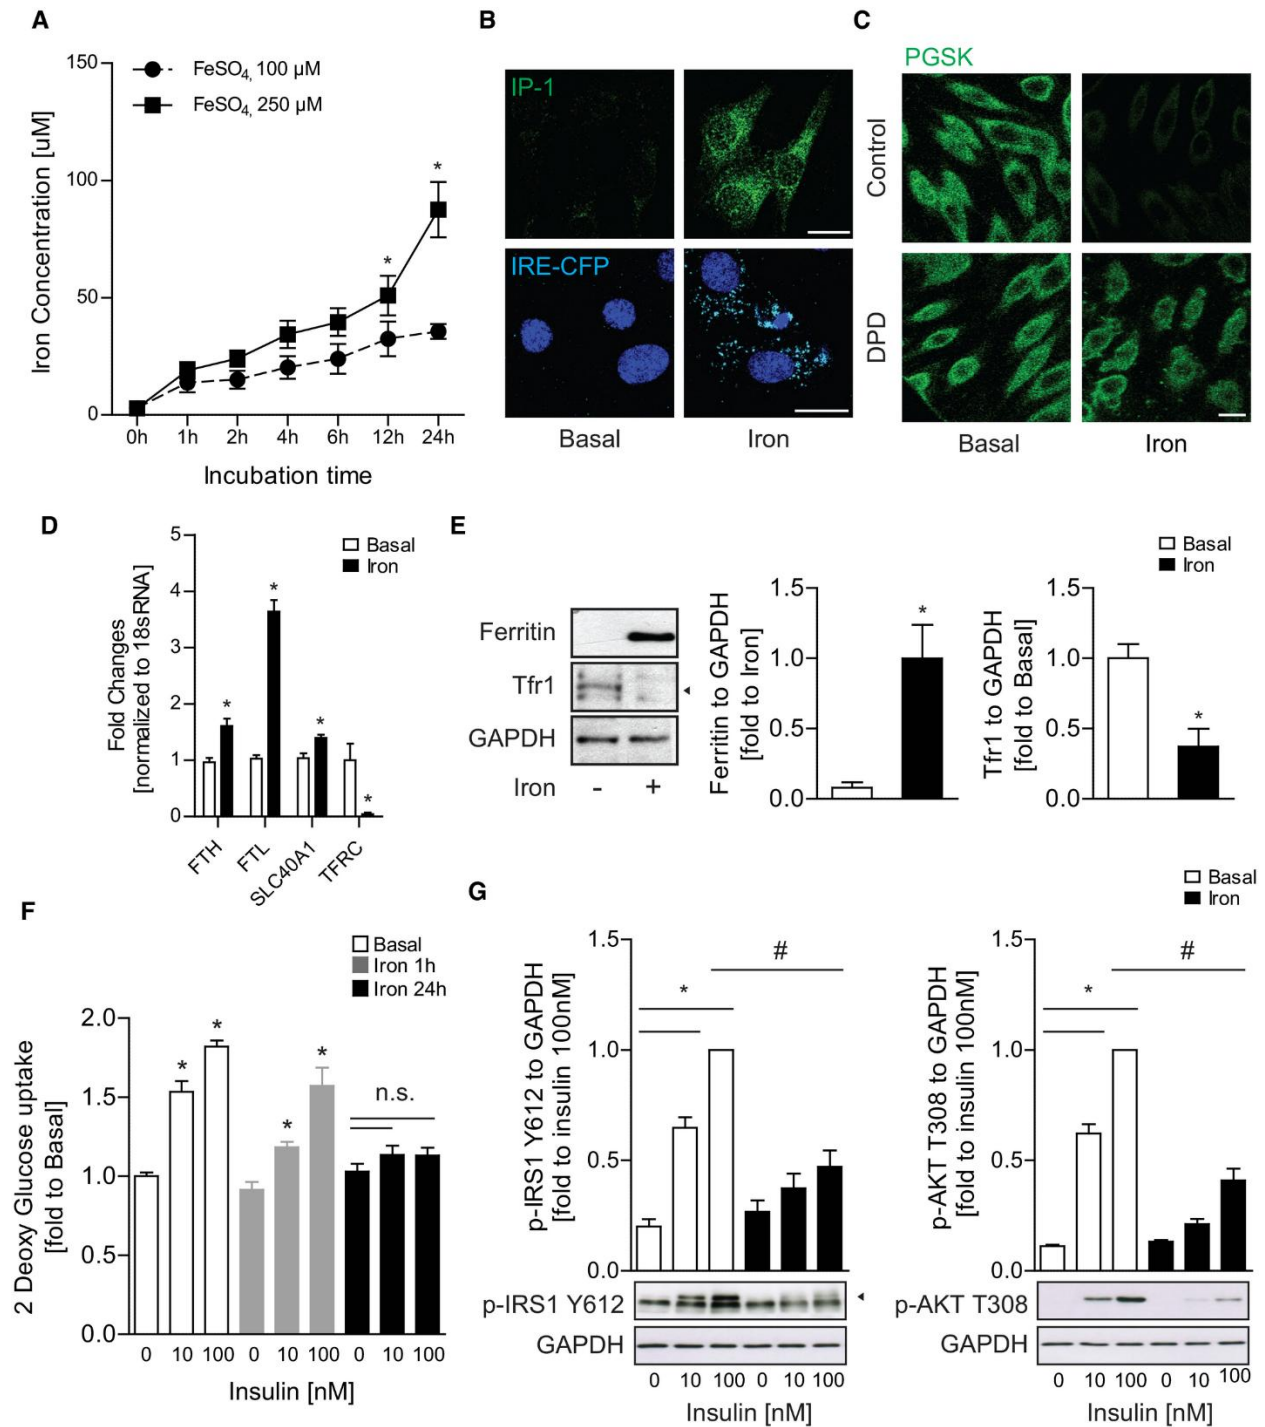 A
Iron Concentration [uM]
150
100
50
0
FeSO4, 100 µM
FeSO4, 250 µM
*
*
0h 1h 2h 4h 6h 12h 24h
Incubation time
B
IP-1
IRE-CFP
Basal Iron
C
PGSK
Control
DPD
Basal Iron
D
Fold Changes
[normalized to 18sRNA]
5
4
3
2
1
0
Basal
Iron
* * * *
FTH FTL SLC40A1 TFRC
E
Ferritin
Tfr1
GAPDH
Iron - +
Ferritin to GAPDH
[fold to Iron]
1.5
1.0
0.5
0.0
*
Basal
Iron
Tfr1 to GAPDH
[fold to Basal]
1.5
1.0
0.5
0.0
*
F
Basal
Iron 1h
Iron 24h
2 Deoxy Glucose uptake
[fold to Basal]
2.0
1.5
1.0
0.5
0.0
* * * * n.s.
0 10 100 0 10 100 0 10 100
Insulin [nM]
G
Basal
Iron
p-IRS1 Y612 to GAPDH
[fold to insulin 100nM]
1.5
1.0
0.5
0.0
* #
p-IRS1 Y612
GAPDH
0 10 100 0 10 100
Insulin [nM]
p-AKT T308 to GAPDH
[fold to insulin 100nM]
1.5
1.0
0.5
0.0
* #
p-AKT T308
GAPDH
0 10 100 0 10 100
Insulin [nM]